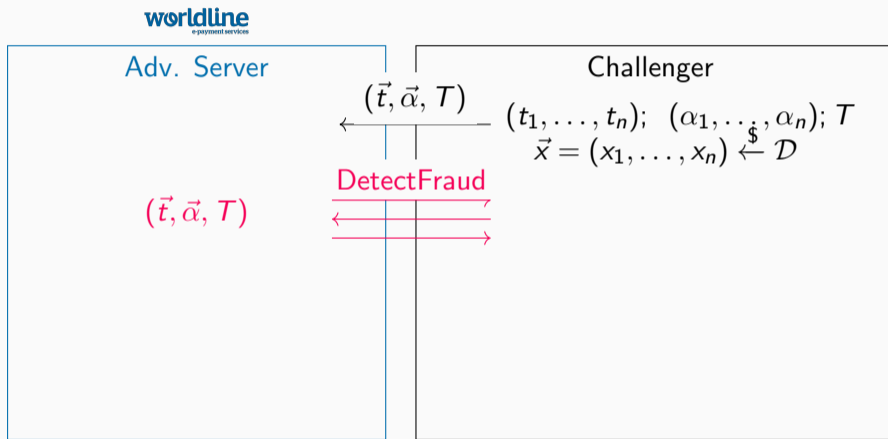 worldline
e-payment services
Adv. Server
Challenger
(t⃗, α⃗, T)
(t₁, . . . , tₙ); (α₁, . . . , αₙ); T
x⃗ = (x₁, . . . , xₙ) ←$ 𝒟
DetectFraud
(t⃗, α⃗, T)